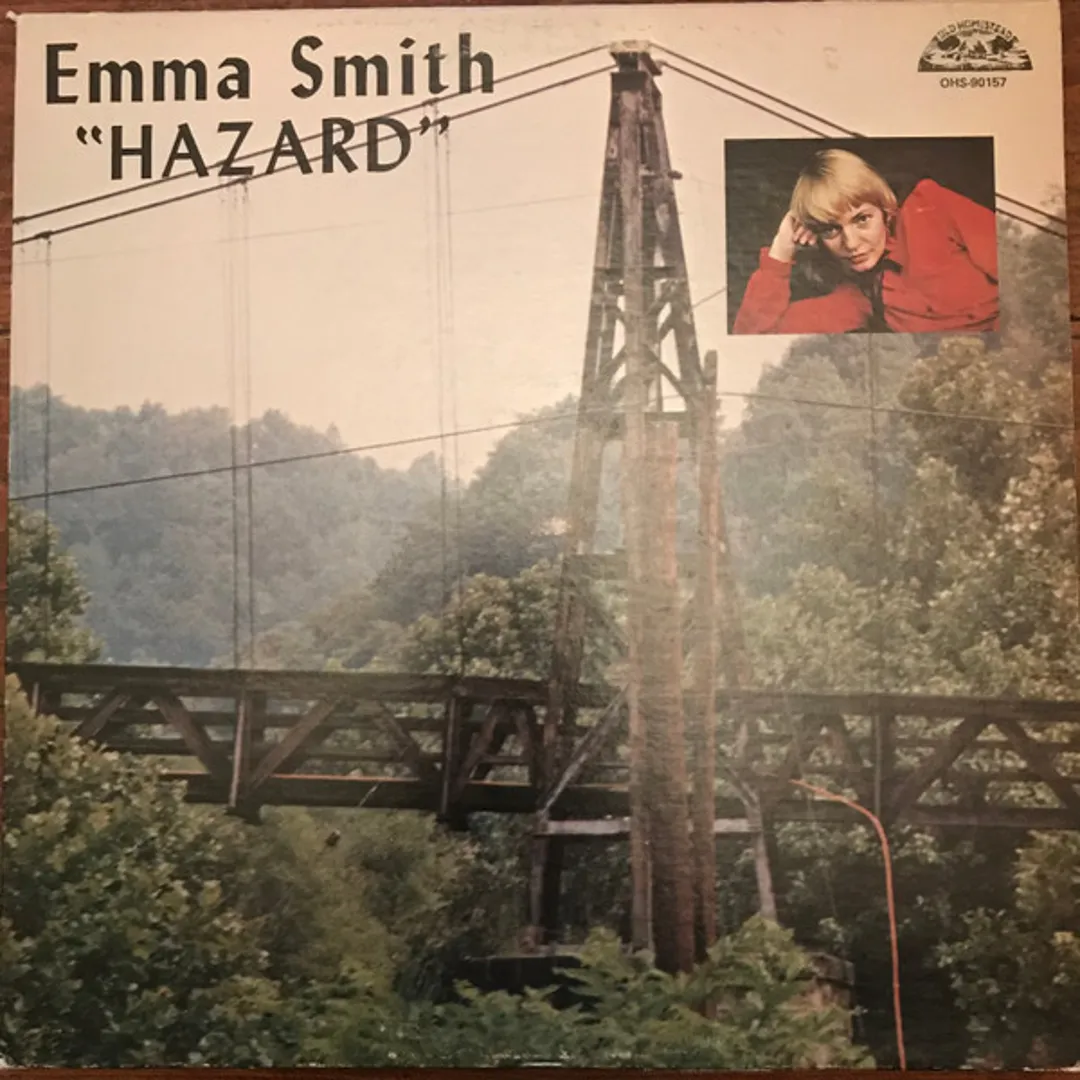 Emma Smith
“HAZARD”
OLD HOMESTEAD
OHS-90157